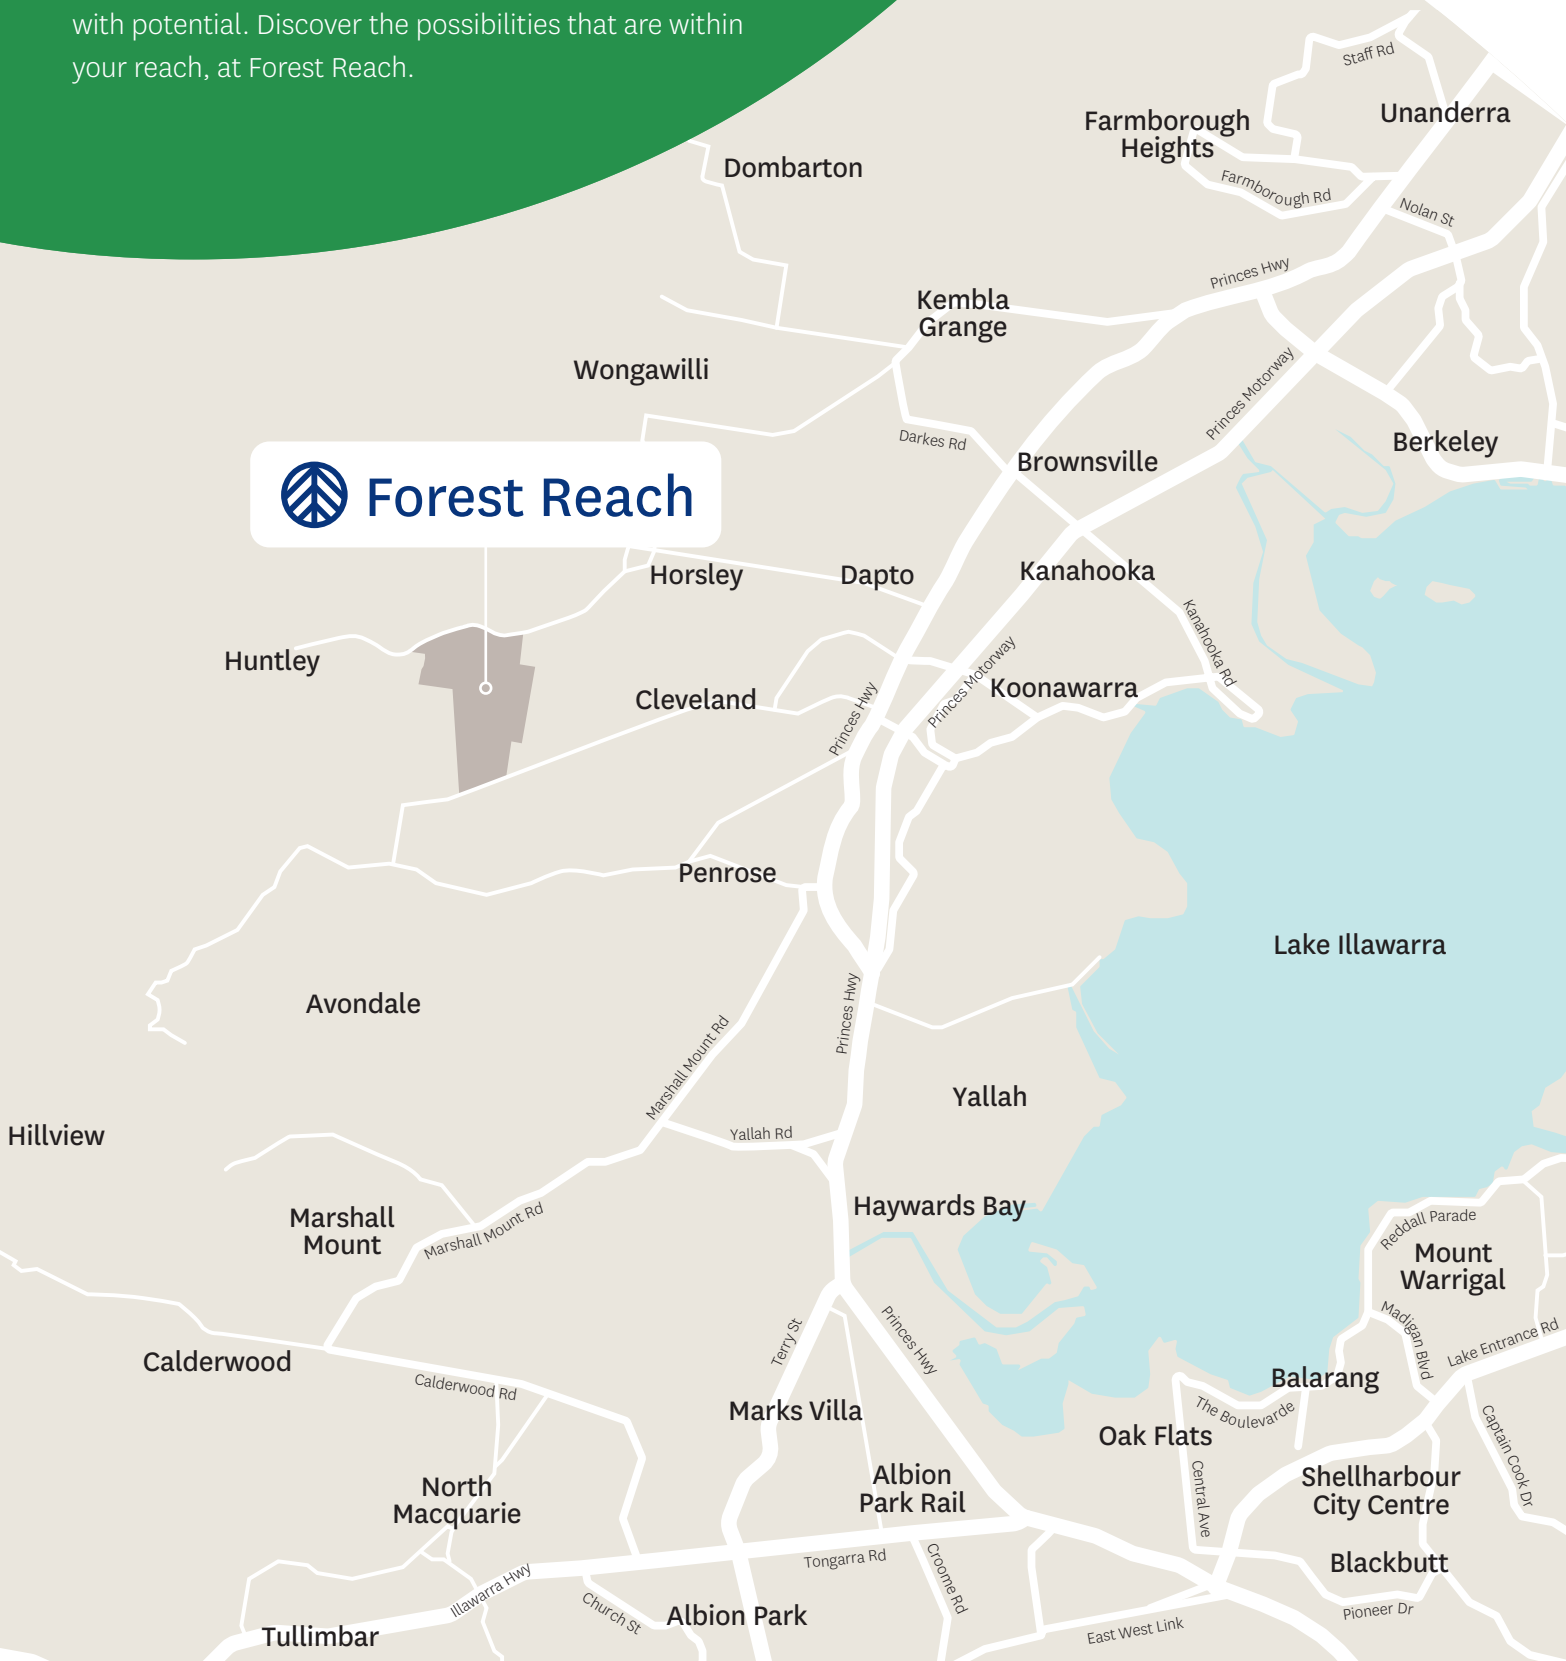 with potential. Discover the possibilities that are within
your reach, at Forest Reach.
Staff Rd
Unanderra
Farmborough
Heights
Dombarton
Farmborough Rd
Nolan St
Princes Hwy
Kembla
Grange
Wongawilli
Princes Motorway
Darkes Rd
Brownsville
Berkeley
Forest Reach
Horsley
Dapto
Kanahooka
Kanahooka Rd
Huntley
Cleveland
Princes Hwy
Princes Motorway
Koonawarra
Penrose
Lake Illawarra
Avondale
Princes Hwy
Marshall Mount Rd
Yallah
Hillview
Yallah Rd
Marshall
Mount
Marshall Mount Rd
Haywards Bay
Reddall Parade
Mount
Warrigal
Calderwood
Calderwood Rd
Terry St
Princes Hwy
Madigan Blvd
Lake Entrance Rd
Balarang
Marks Villa
The Boulevarde
Oak Flats
Captain Cook Dr
North
Macquarie
Albion
Park Rail
Central Ave
Shellharbour
City Centre
Tongarra Rd
Croome Rd
Blackbutt
Illawarra Hwy
Church St
Albion Park
Pioneer Dr
East West Link
Tullimbar